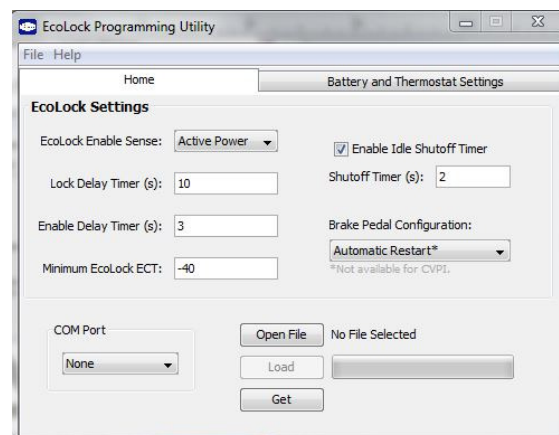 EcoLock Programming Utility
File Help
Home
Battery and Thermostat Settings
EcoLock Settings
EcoLock Enable Sense: Active Power
Enable Idle Shutoff Timer
Lock Delay Timer (s): 10
Shutoff Timer (s): 2
Enable Delay Timer (s): 3
Brake Pedal Configuration:
Automatic Restart*
*Not available for CVPI.
Minimum EcoLock ECT: -40
COM Port
None
Open File No File Selected
Load
Get